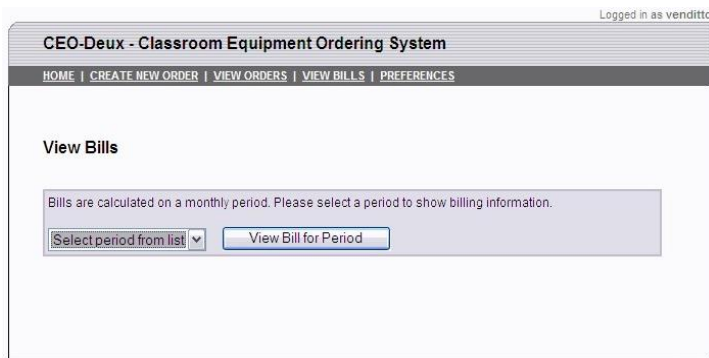 Logged in as venditto
CEO-Deux - Classroom Equipment Ordering System
HOME | CREATE NEW ORDER | VIEW ORDERS | VIEW BILLS | PREFERENCES
View Bills
Bills are calculated on a monthly period. Please select a period to show billing information.
Select period from list View Bill for Period